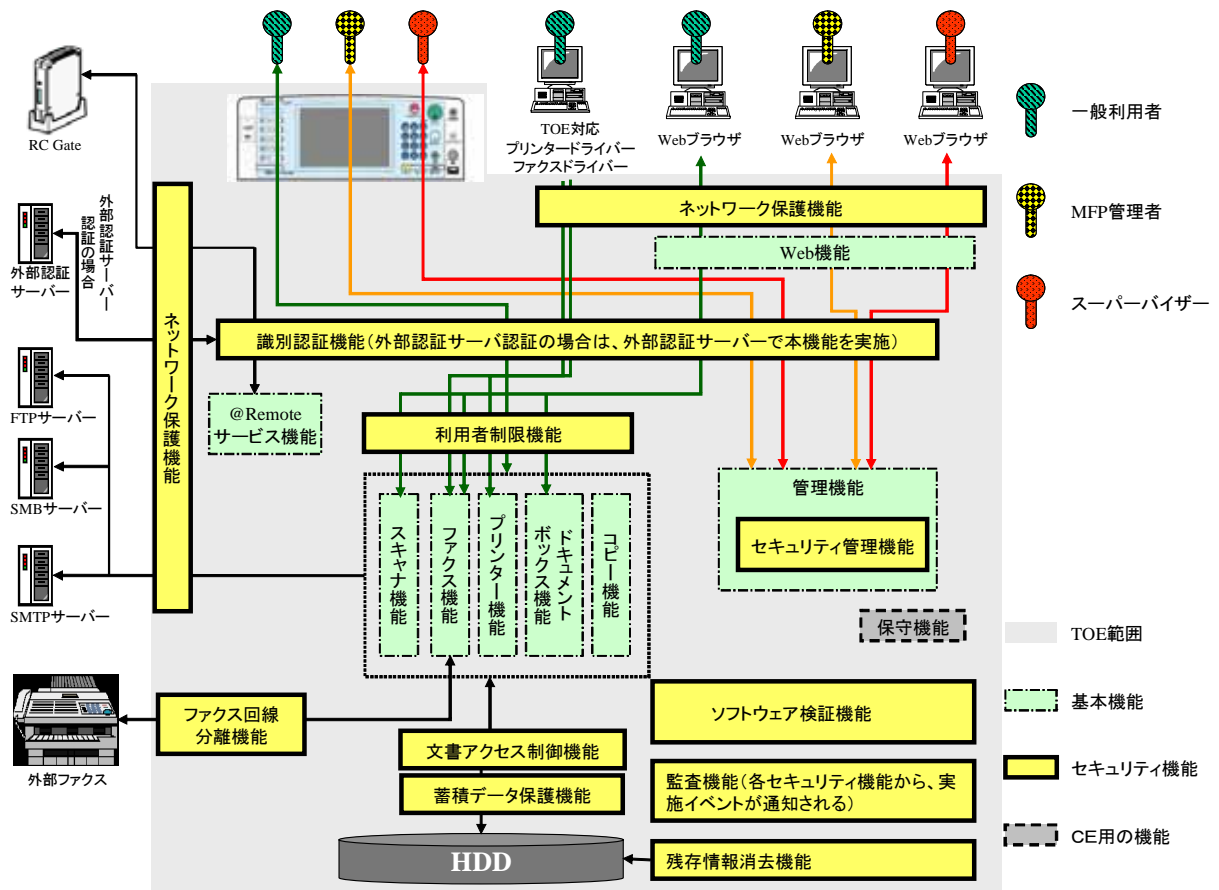 RC Gate
TOE対応
プリンタードライバー
ファクスドライバー
Webブラウザ
Webブラウザ
Webブラウザ
一般利用者
MFP管理者
スーパーバイザー
外部認証サーバー
認証の場合
外部認証
サーバー
FTPサーバー
SMBサーバー
SMTPサーバー
外部ファクス
ネットワーク保護機能
ネットワーク保護機能
Web機能
識別認証機能(外部認証サーバ認証の場合は、外部認証サーバーで本機能を実施)
@Remote
サービス機能
利用者制限機能
スキャナ機能
ファクス機能
プリンター機能
ドキュメント
ボックス機能
コピー機能
管理機能
セキュリティ管理機能
保守機能
ファクス回線
分離機能
文書アクセス制御機能
蓄積データ保護機能
HDD
ソフトウェア検証機能
監査機能(各セキュリティ機能から、実
施イベントが通知される)
残存情報消去機能
TOE範囲
基本機能
セキュリティ機能
CE用の機能